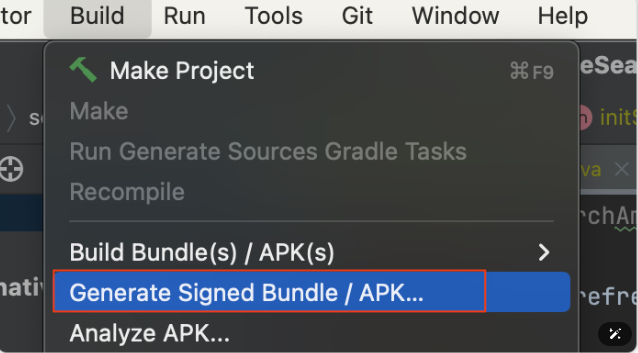 tor Build Run Tools Git Window Help
Make Project ⌘F9
eSea
Make
s
initS
Run Generate Sources Gradle Tasks
va
Recompile
rchAr
Build Bundle(s) / APK(s)
nativ
Generate Signed Bundle / APK...
refre
Analyze APK...